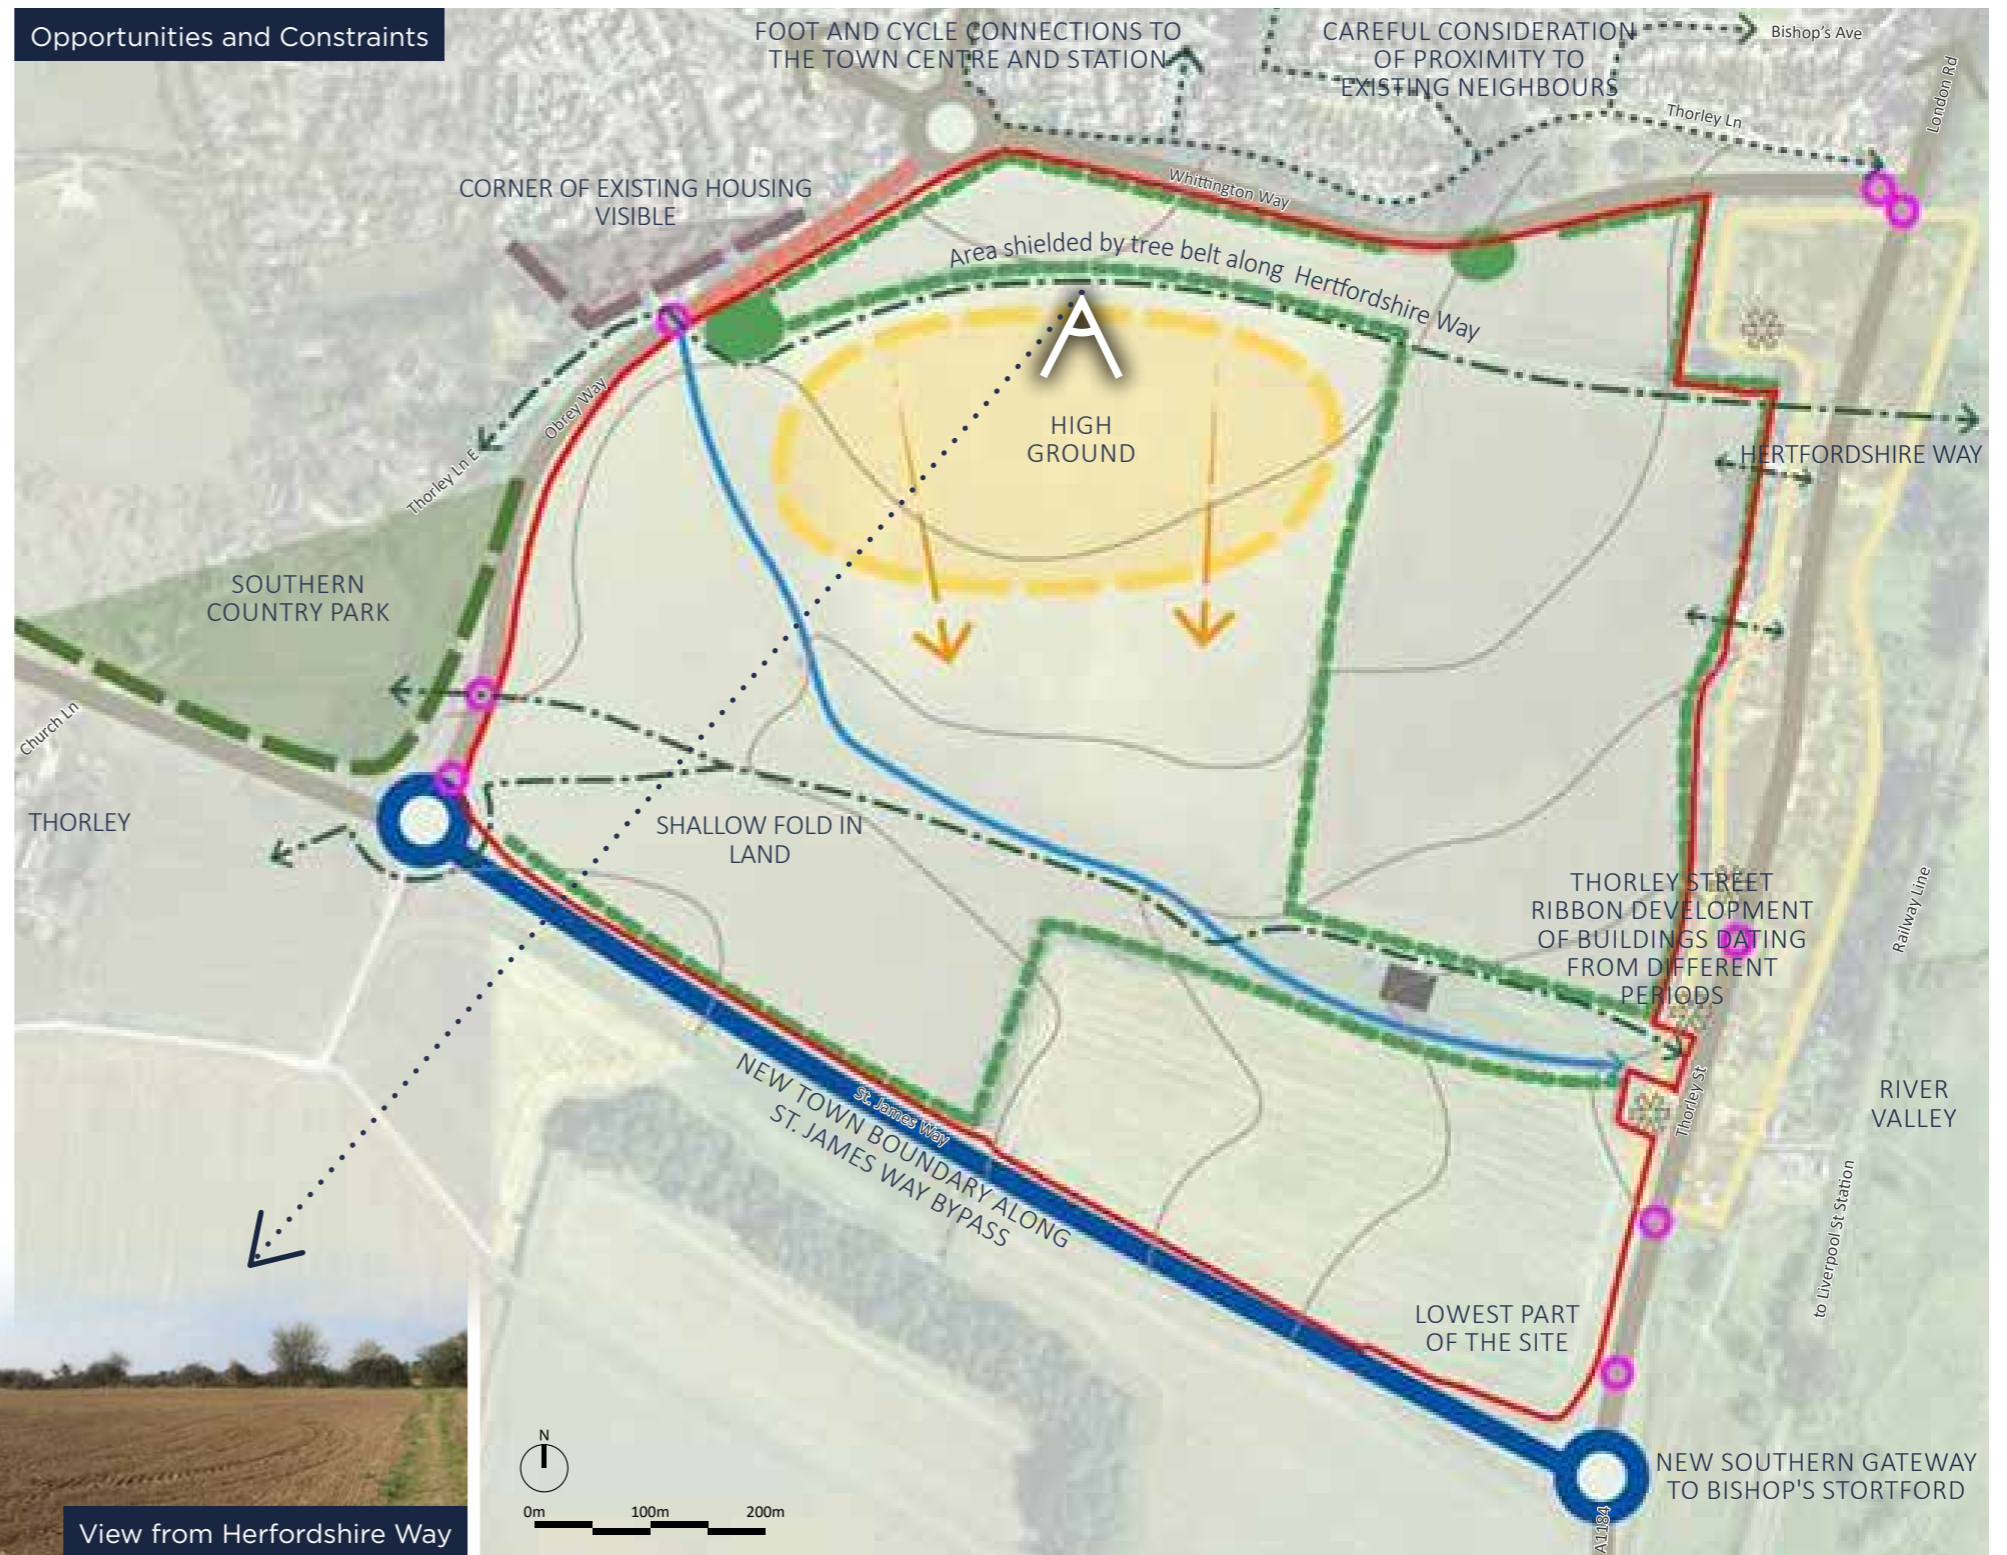 Opportunities and Constraints
FOOT AND CYCLE CONNECTIONS TO
THE TOWN CENTRE AND STATION
CAREFUL CONSIDERATION
OF PROXIMITY TO
EXISTING NEIGHBOURS
Bishop's Ave
London Rd
Thorley Ln
CORNER OF EXISTING HOUSING
VISIBLE
Whittington Way
Area shielded by tree belt along Hertfordshire Way
Obrey Way
Thorley Ln E
HIGH
GROUND
HERTFORDSHIRE WAY
SOUTHERN
COUNTRY PARK
Church Ln
THORLEY
SHALLOW FOLD IN
LAND
THORLEY STREET
RIBBON DEVELOPMENT
OF BUILDINGS DATING
FROM DIFFERENT
PERIODS
Railway Line
RIVER
VALLEY
Thorley St
St. James Way
NEW TOWN BOUNDARY ALONG
ST. JAMES WAY BYPASS
to Liverpool St Station
LOWEST PART
OF THE SITE
NEW SOUTHERN GATEWAY
TO BISHOP'S STORTFORD
A1184
N
0m 100m 200m
View from Herfordshire Way